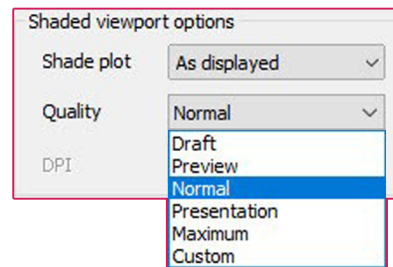 Shaded viewport options
Shade plot As displayed
Quality Normal
DPI
Draft
Preview
Normal
Presentation
Maximum
Custom